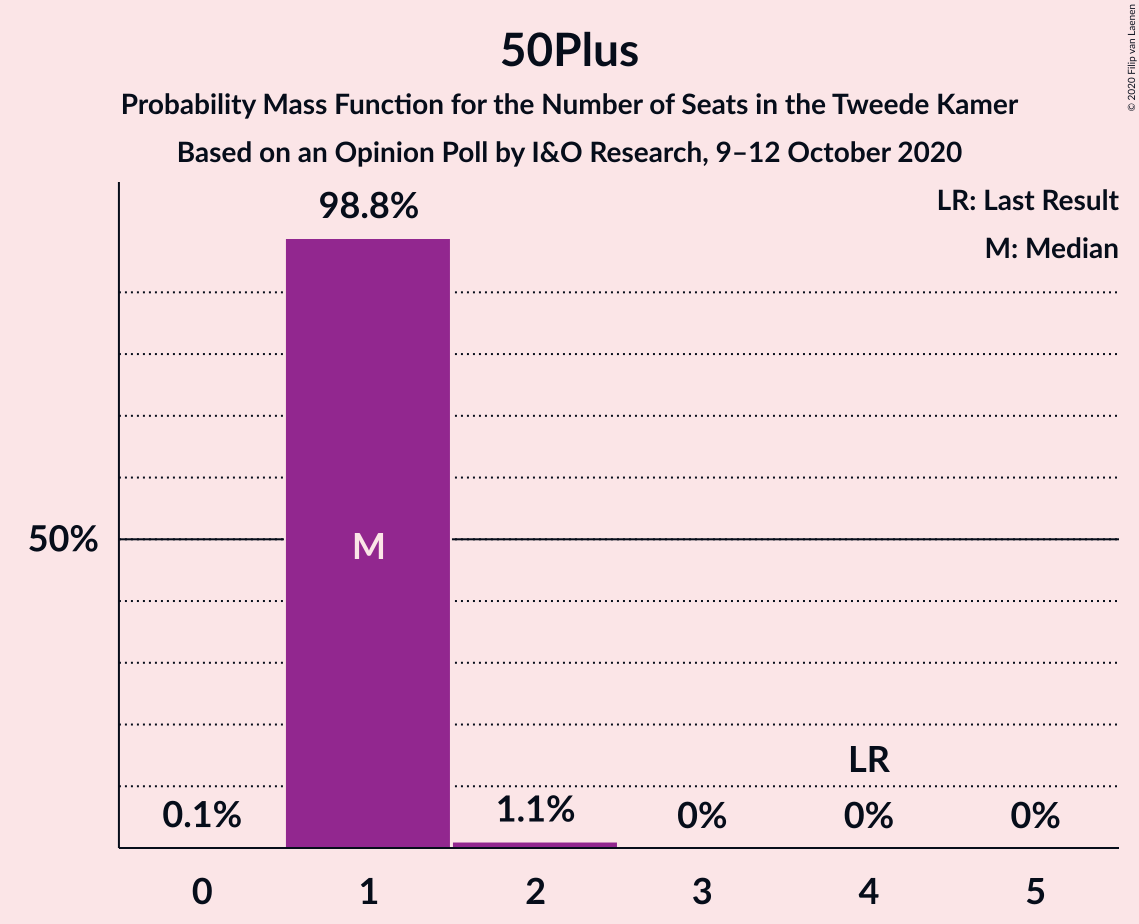 50Plus
Probability Mass Function for the Number of Seats in the Tweede Kamer
Based on an Opinion Poll by I&O Research, 9–12 October 2020
© 2020 Filip van Laenen
LR: Last Result
M: Median
98.8%
50%
M
LR
0.1%
1.1%
0%
0%
0%
0
1
2
3
4
5